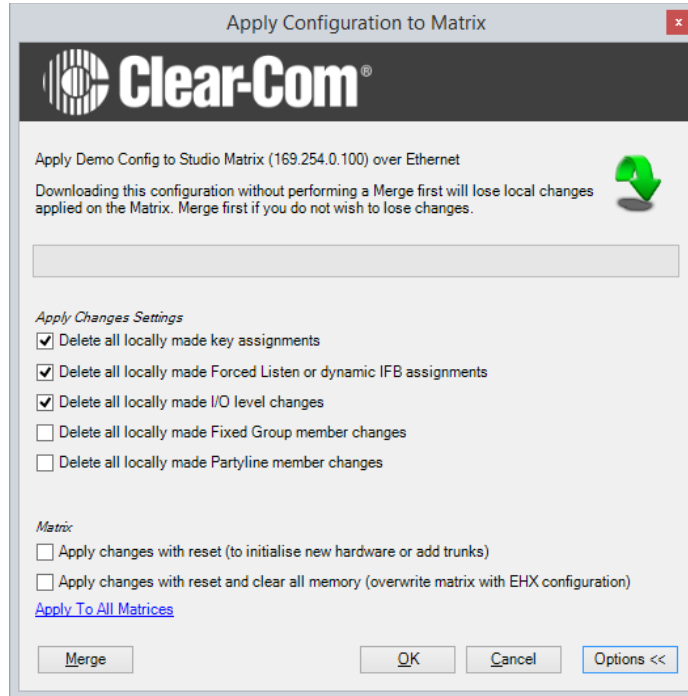 Apply Configuration to Matrix
x
Clear-Com®
Apply Demo Config to Studio Matrix (169.254.0.100) over Ethernet
Downloading this configuration without performing a Merge first will lose local changes
applied on the Matrix. Merge first if you do not wish to lose changes.
Apply Changes Settings
Delete all locally made key assignments
Delete all locally made Forced Listen or dynamic IFB assignments
Delete all locally made I/O level changes
Delete all locally made Fixed Group member changes
Delete all locally made Partyline member changes
Matrix
Apply changes with reset (to initialise new hardware or add trunks)
Apply changes with reset and clear all memory (overwrite matrix with EHX configuration)
Apply To All Matrices
Merge OK Cancel Options <<